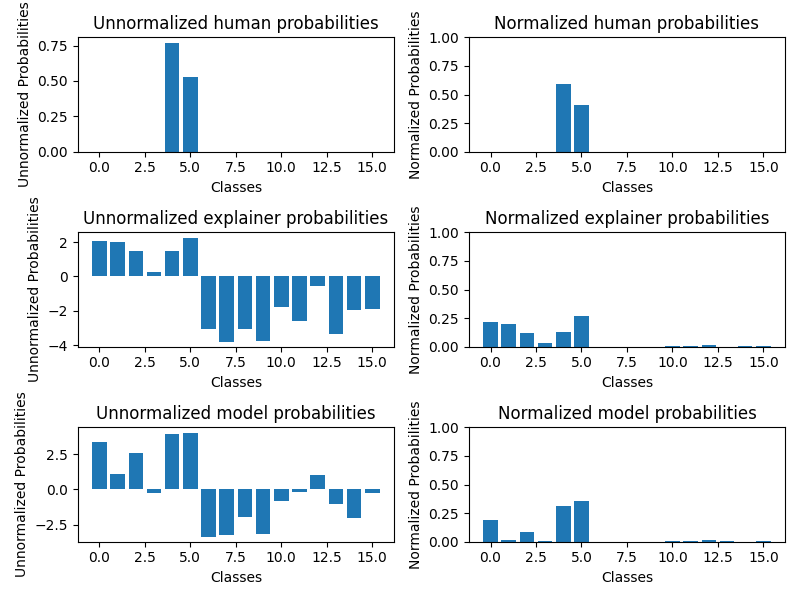 Unnormalized human probabilities
Unnormalized Probabilities
0.75
0.50
0.25
0.00
0.0 2.5 5.0 7.5 10.0 12.5 15.0
Classes
Normalized human probabilities
Normalized Probabilities
1.00
0.75
0.50
0.25
0.00
0.0 2.5 5.0 7.5 10.0 12.5 15.0
Classes
Unnormalized explainer probabilities
Unnormalized Probabilities
2
0
−2
−4
0.0 2.5 5.0 7.5 10.0 12.5 15.0
Classes
Normalized explainer probabilities
Normalized Probabilities
1.00
0.75
0.50
0.25
0.00
0.0 2.5 5.0 7.5 10.0 12.5 15.0
Classes
Unnormalized model probabilities
Unnormalized Probabilities
2.5
0.0
−2.5
0.0 2.5 5.0 7.5 10.0 12.5 15.0
Classes
Normalized model probabilities
Normalized Probabilities
1.00
0.75
0.50
0.25
0.00
0.0 2.5 5.0 7.5 10.0 12.5 15.0
Classes